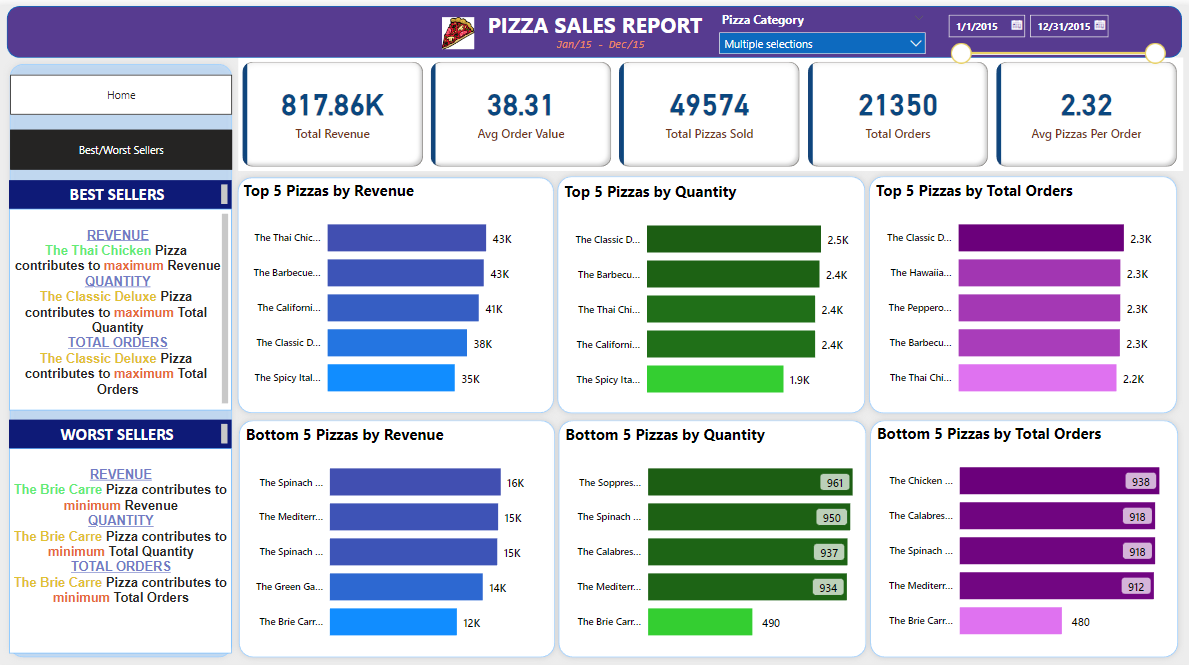 PIZZA SALES REPORT
Jan/15 - Dec/15
Pizza Category
Multiple selections
1/1/2015
12/31/2015
Home
Best/Worst Sellers
BEST SELLERS
REVENUE
The Thai Chicken Pizza
contributes to maximum Revenue
QUANTITY
The Classic Deluxe Pizza
contributes to maximum Total
Quantity
TOTAL ORDERS
The Classic Deluxe Pizza
contributes to maximum Total
Orders
WORST SELLERS
REVENUE
The Brie Carre Pizza contributes to
minimum Revenue
QUANTITY
The Brie Carre Pizza contributes to
minimum Total Quantity
TOTAL ORDERS
The Brie Carre Pizza contributes to
minimum Total Orders
817.86K
Total Revenue
38.31
Avg Order Value
49574
Total Pizzas Sold
21350
Total Orders
2.32
Avg Pizzas Per Order
Top 5 Pizzas by Revenue
The Thai Chic... 43K
The Barbecue... 43K
The Californi... 41K
The Classic D... 38K
The Spicy Ital... 35K
Top 5 Pizzas by Quantity
The Classic D... 2.5K
The Barbecu... 2.4K
The Thai Chi... 2.4K
The Californi... 2.4K
The Spicy Ita... 1.9K
Top 5 Pizzas by Total Orders
The Classic D... 2.3K
The Hawaiia... 2.3K
The Peppero... 2.3K
The Barbecu... 2.3K
The Thai Chi... 2.2K
Bottom 5 Pizzas by Revenue
The Spinach ... 16K
The Mediterr... 15K
The Spinach ... 15K
The Green Ga... 14K
The Brie Carr... 12K
Bottom 5 Pizzas by Quantity
The Soppres... 961
The Spinach ... 950
The Calabres... 937
The Mediterr... 934
The Brie Carr... 490
Bottom 5 Pizzas by Total Orders
The Chicken ... 938
The Calabres... 918
The Spinach ... 918
The Mediterr... 912
The Brie Carr... 480